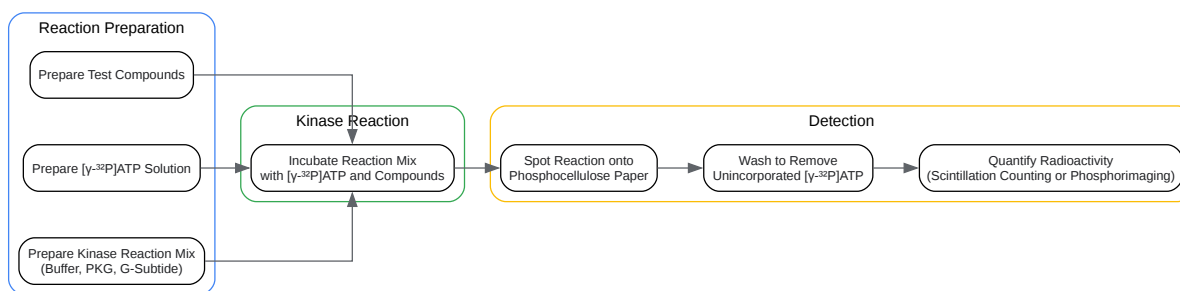 Reaction Preparation
Prepare Test Compounds
Prepare [γ-³²P]ATP Solution
Prepare Kinase Reaction Mix
(Buffer, PKG, G-Subtide)
Kinase Reaction
Incubate Reaction Mix
with [γ-³²P]ATP and Compounds
Detection
Spot Reaction onto
Phosphocellulose Paper
Wash to Remove
Unincorporated [γ-³²P]ATP
Quantify Radioactivity
(Scintillation Counting or Phosphorimaging)